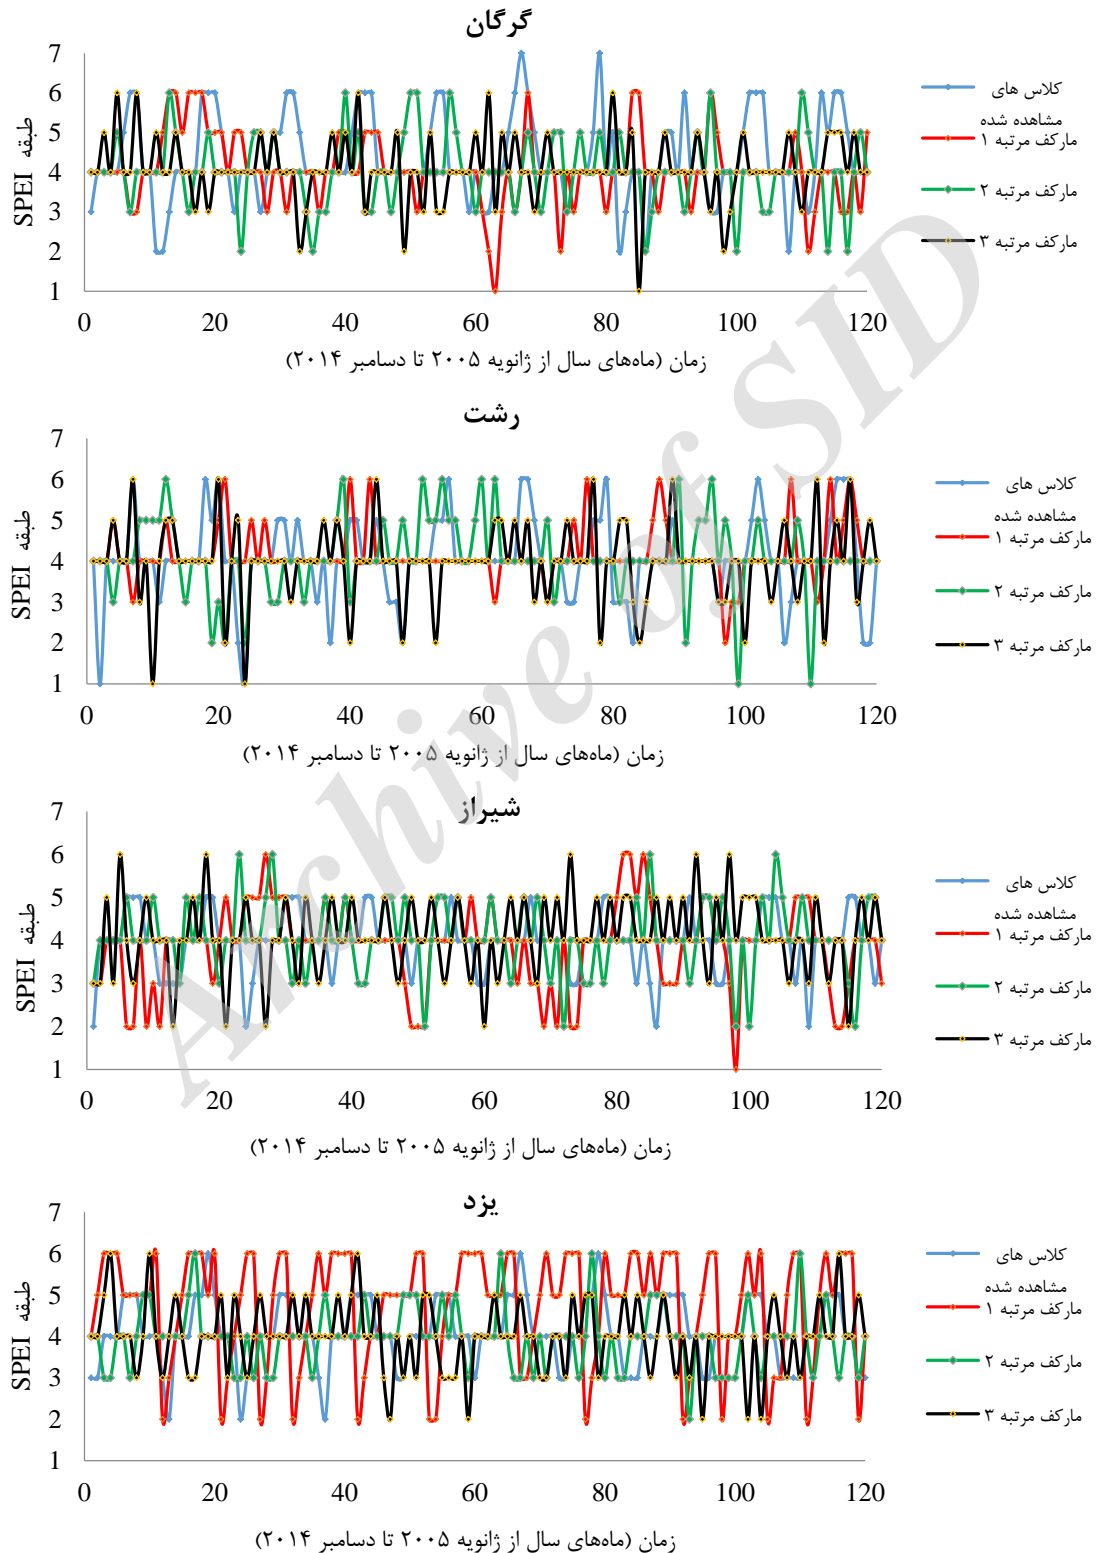 گرگان
7
6
5
4
3
2
1
طبقه SPEI
0 20 40 60 80 100 120
زمان (ماه‌های سال از ژانویه ۲۰۰۵ تا دسامبر ۲۰۱۴)
کلاس های
مشاهده شده
مارکف مرتبه ۱
مارکف مرتبه ۲
مارکف مرتبه ۳
رشت
7
6
5
4
3
2
1
طبقه SPEI
0 20 40 60 80 100 120
زمان (ماه‌های سال از ژانویه ۲۰۰۵ تا دسامبر ۲۰۱۴)
کلاس های
مشاهده شده
مارکف مرتبه ۱
مارکف مرتبه ۲
مارکف مرتبه ۳
شیراز
7
6
5
4
3
2
1
طبقه SPEI
0 20 40 60 80 100 120
زمان (ماه‌های سال از ژانویه ۲۰۰۵ تا دسامبر ۲۰۱۴)
کلاس های
مشاهده شده
مارکف مرتبه ۱
مارکف مرتبه ۲
مارکف مرتبه ۳
یزد
7
6
5
4
3
2
1
طبقه SPEI
0 20 40 60 80 100 120
زمان (ماه‌های سال از ژانویه ۲۰۰۵ تا دسامبر ۲۰۱۴)
کلاس های
مشاهده شده
مارکف مرتبه ۱
مارکف مرتبه ۲
مارکف مرتبه ۳
Archive of SID